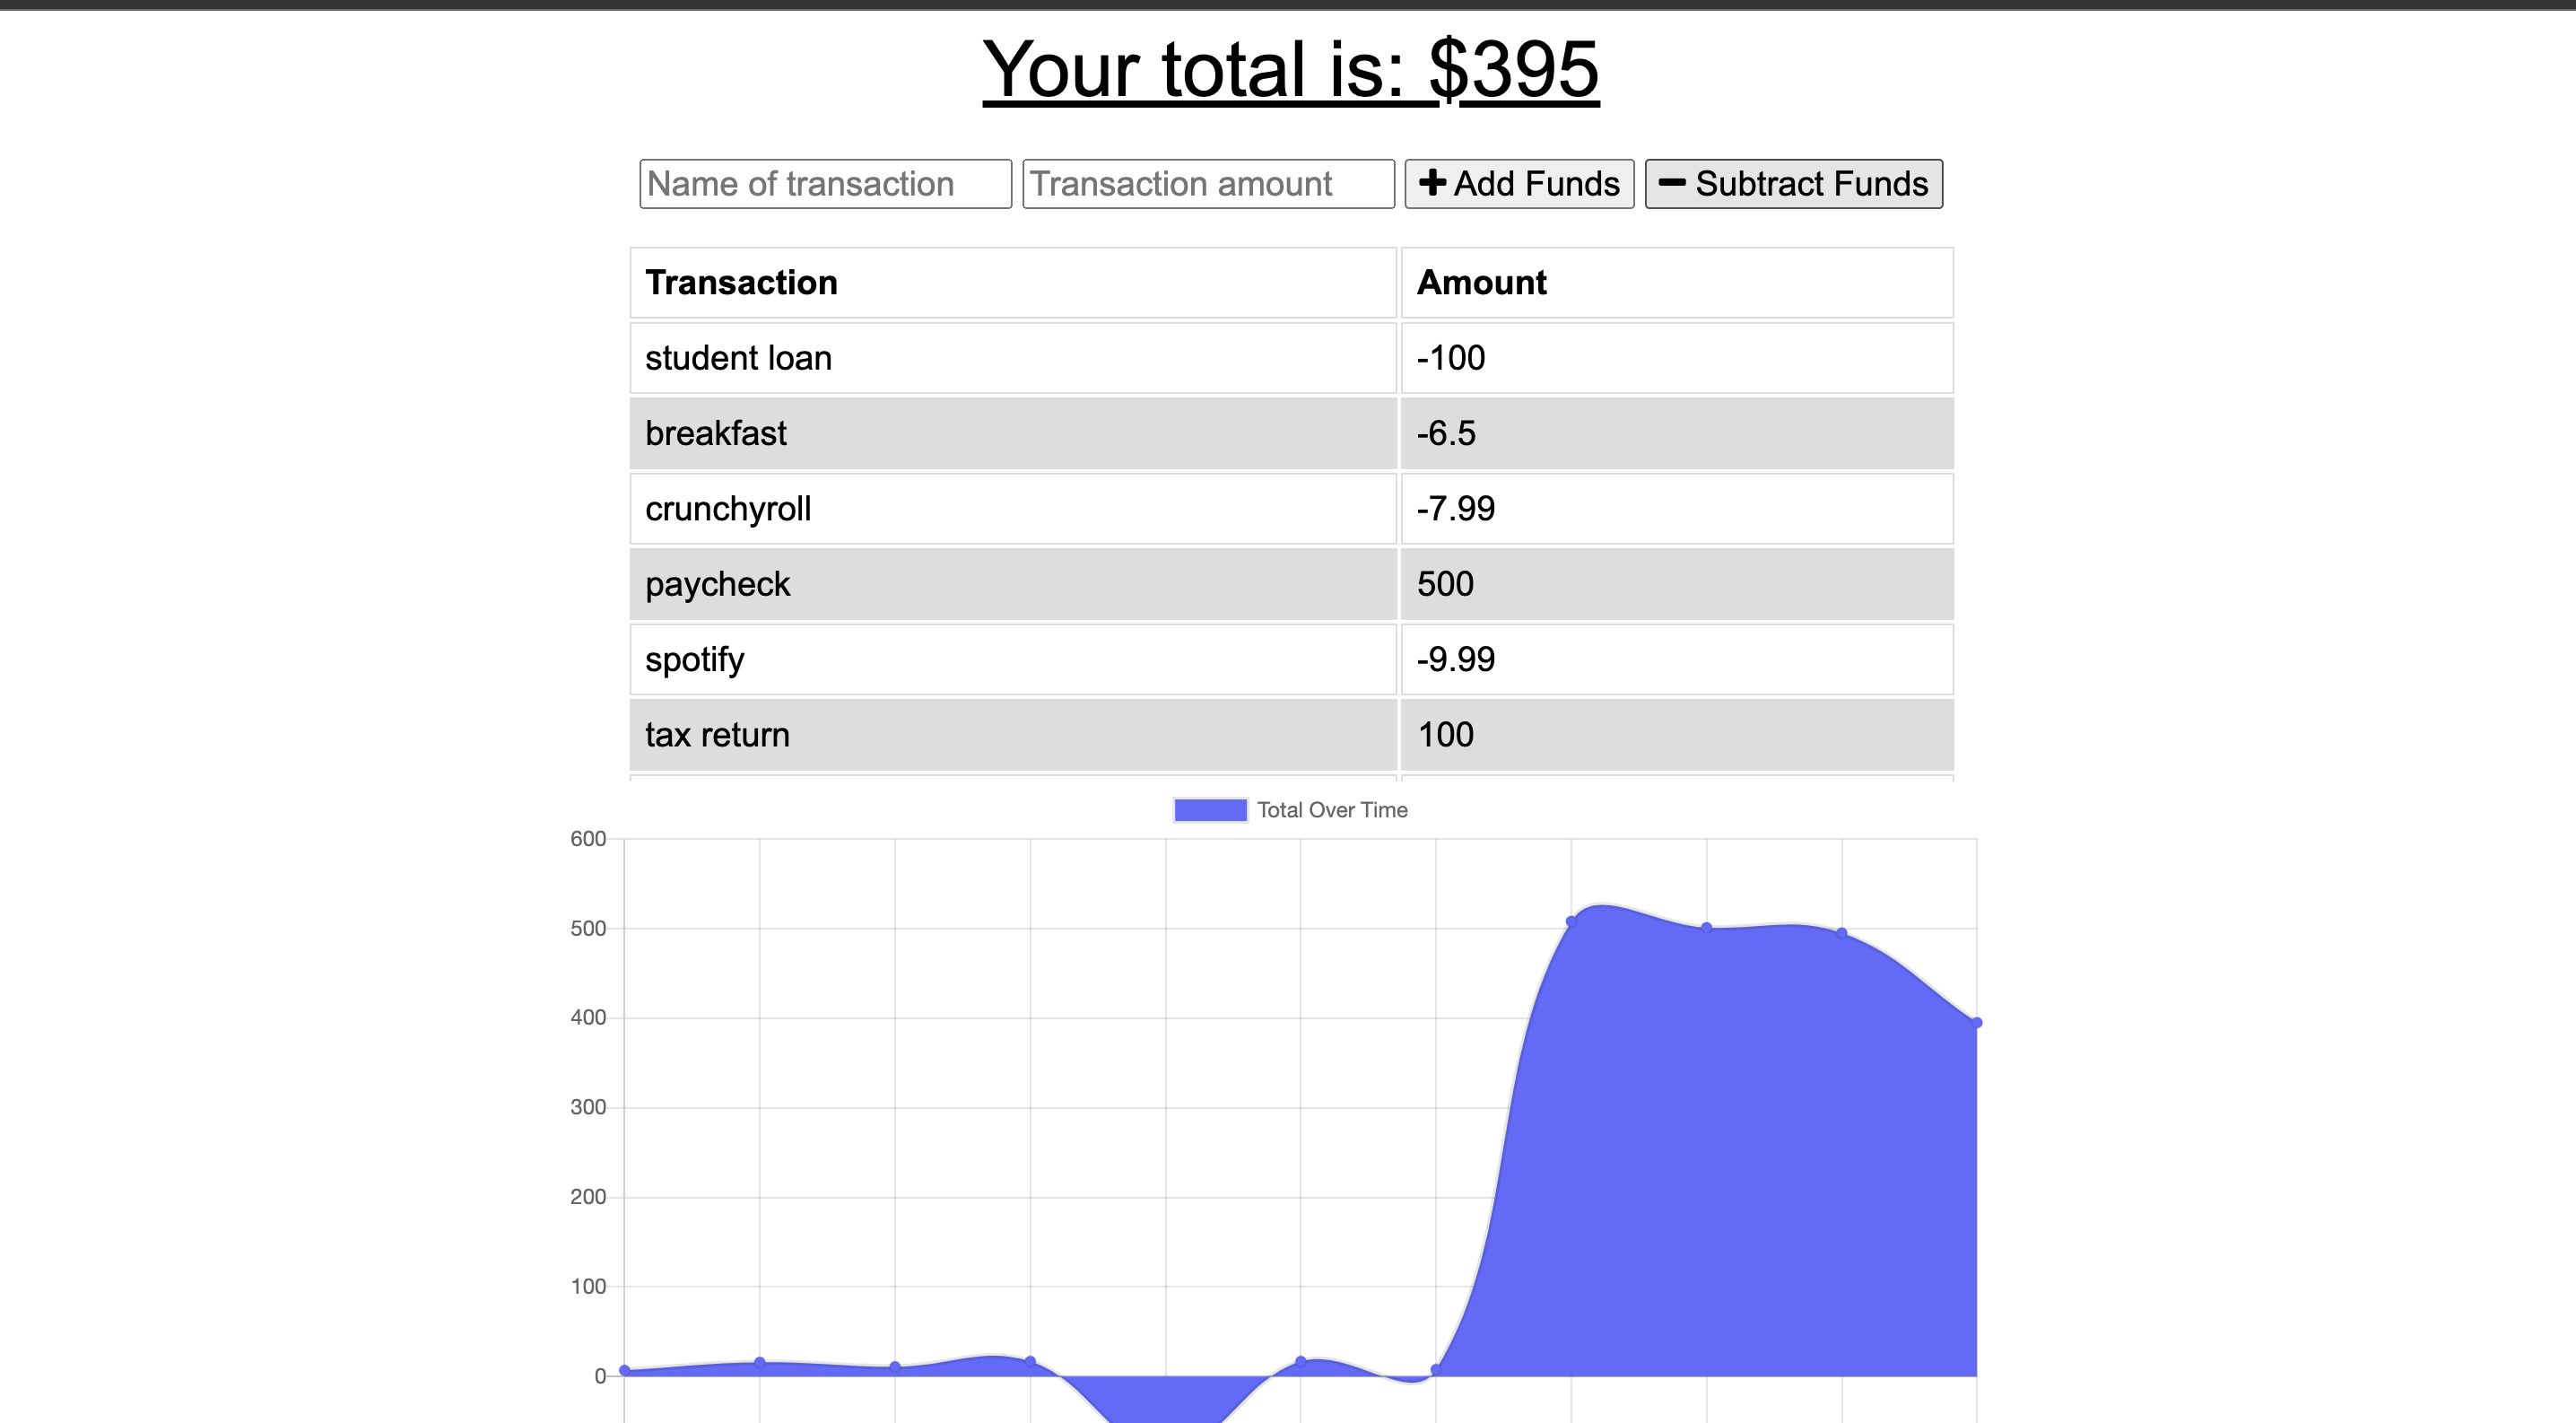 Your total is: $395
Name of transaction Transaction amount Add Funds Subtract Funds
Transaction Amount
student loan -100
breakfast -6.5
crunchyroll -7.99
paycheck 500
spotify -9.99
tax return 100
Total Over Time
600
500
400
300
200
100
0